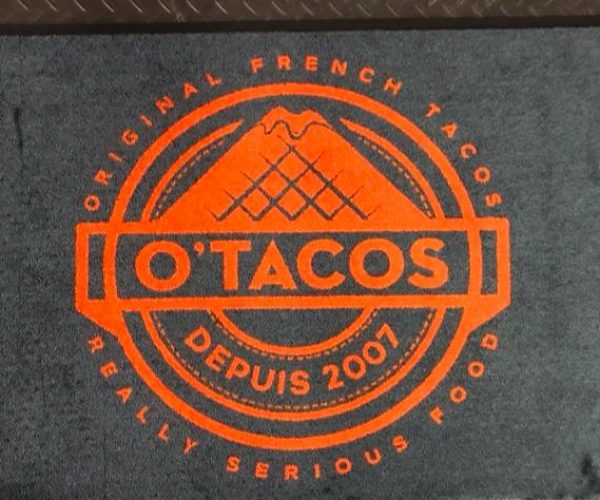 ORIGINAL FRENCH TACOS
O'TACOS
DEPUIS 2007
REALLY SERIOUS FOOD